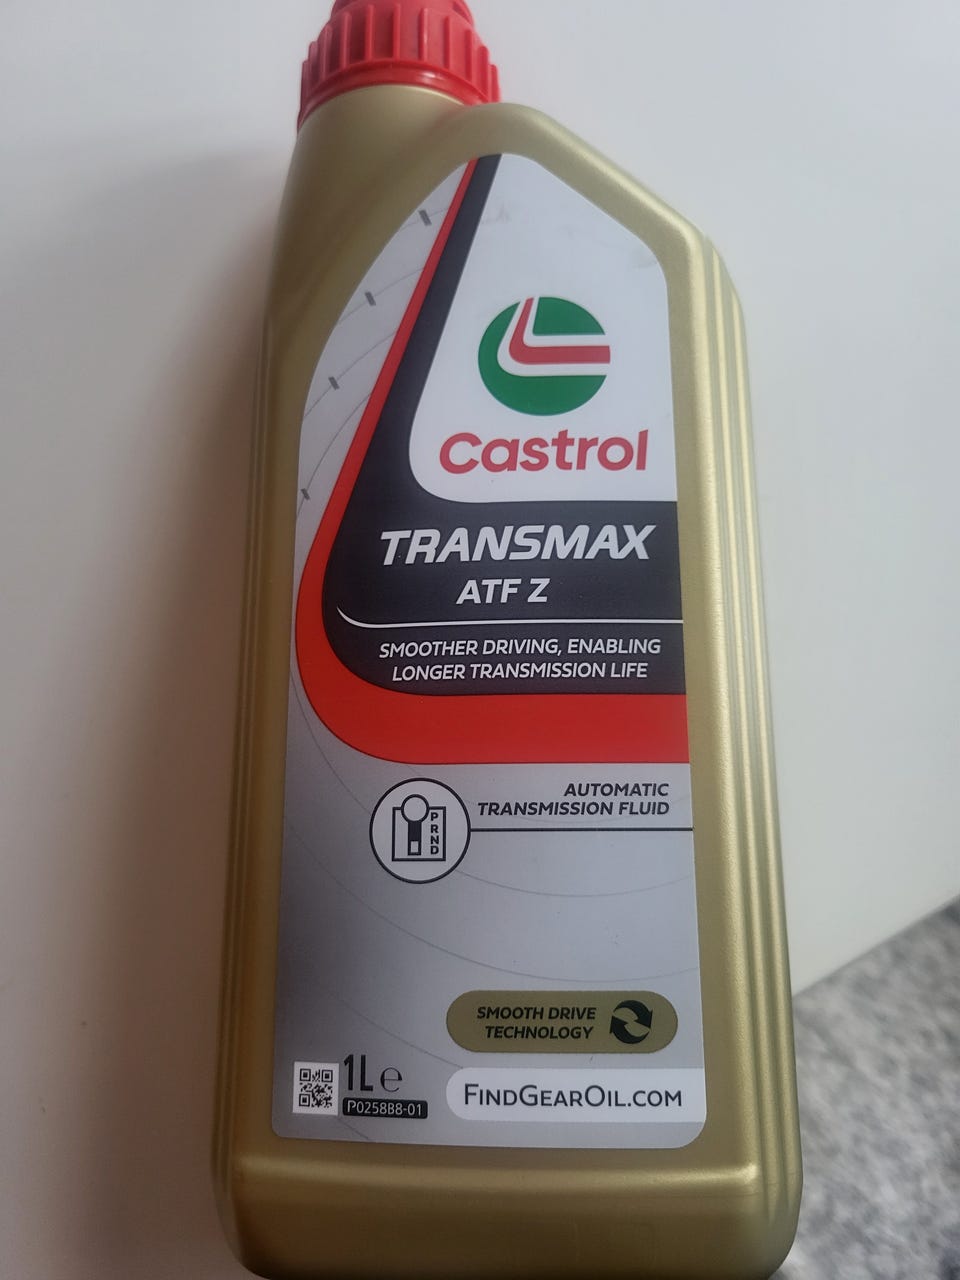 Castrol
TRANSMAX
ATF Z
SMOOTHER DRIVING, ENABLING
LONGER TRANSMISSION LIFE
AUTOMATIC
TRANSMISSION FLUID
P
R
N
D
SMOOTH DRIVE
TECHNOLOGY
1L e
P0258B8-01
FINDGEAROIL.COM